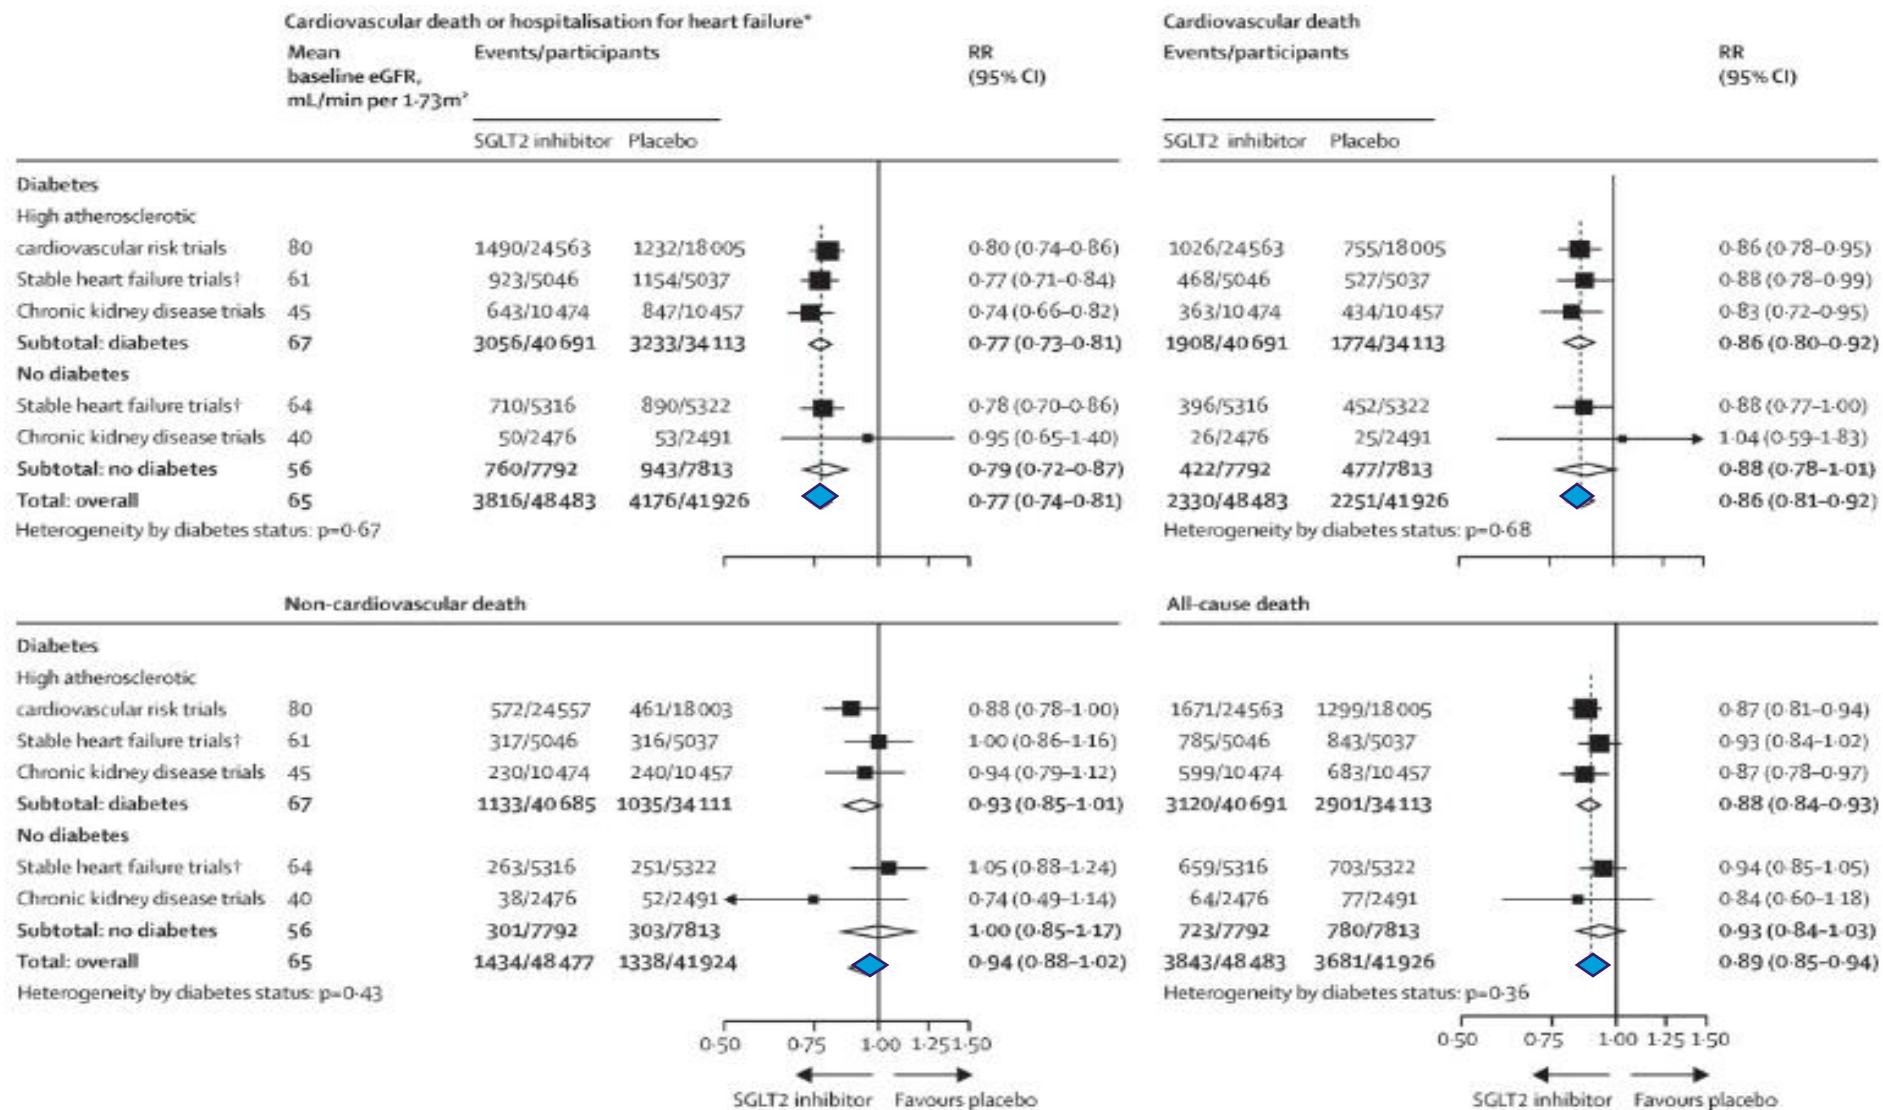 Cardiovascular death or hospitalisation for heart failure* Cardiovascular death
Mean baseline eGFR, mL/min per 1·73m² Events/participants RR (95% CI) Events/participants RR (95% CI)
SGLT2 inhibitor Placebo SGLT2 inhibitor Placebo
Diabetes
High atherosclerotic
cardiovascular risk trials 80 1490/24563 1232/18005 0·80 (0·74–0·86) 1026/24563 755/18005 0·86 (0·78–0·95)
Stable heart failure trials† 61 923/5046 1154/5037 0·77 (0·71–0·84) 468/5046 527/5037 0·88 (0·78–0·99)
Chronic kidney disease trials 45 643/10474 847/10457 0·74 (0·66–0·82) 363/10474 434/10457 0·83 (0·72–0·95)
Subtotal: diabetes 67 3056/40691 3233/34113 0·77 (0·73–0·81) 1908/40691 1774/34113 0·86 (0·80–0·92)
No diabetes
Stable heart failure trials† 64 710/5316 890/5322 0·78 (0·70–0·86) 396/5316 452/5322 0·88 (0·77–1·00)
Chronic kidney disease trials 40 50/2476 53/2491 0·95 (0·65–1·40) 26/2476 25/2491 1·04 (0·59–1·83)
Subtotal: no diabetes 56 760/7792 943/7813 0·79 (0·72–0·87) 422/7792 477/7813 0·88 (0·78–1·01)
Total: overall 65 3816/48483 4176/41926 0·77 (0·74–0·81) 2330/48483 2251/41926 0·86 (0·81–0·92)
Heterogeneity by diabetes status: p=0·67 Heterogeneity by diabetes status: p=0·68
Non-cardiovascular death All-cause death
Diabetes
High atherosclerotic
cardiovascular risk trials 80 572/24557 461/18003 0·88 (0·78–1·00) 1671/24563 1299/18005 0·87 (0·81–0·94)
Stable heart failure trials† 61 317/5046 316/5037 1·00 (0·86–1·16) 785/5046 843/5037 0·93 (0·84–1·02)
Chronic kidney disease trials 45 230/10474 240/10457 0·94 (0·79–1·12) 599/10474 683/10457 0·87 (0·78–0·97)
Subtotal: diabetes 67 1133/40685 1035/34111 0·93 (0·85–1·01) 3120/40691 2901/34113 0·88 (0·84–0·93)
No diabetes
Stable heart failure trials† 64 263/5316 251/5322 1·05 (0·88–1·24) 659/5316 703/5322 0·94 (0·85–1·05)
Chronic kidney disease trials 40 38/2476 52/2491 0·74 (0·49–1·14) 64/2476 77/2491 0·84 (0·60–1·18)
Subtotal: no diabetes 56 301/7792 303/7813 1·00 (0·85–1·17) 723/7792 780/7813 0·93 (0·84–1·03)
Total: overall 65 1434/48477 1338/41924 0·94 (0·88–1·02) 3843/48483 3681/41926 0·89 (0·85–0·94)
Heterogeneity by diabetes status: p=0·43 Heterogeneity by diabetes status: p=0·36
0·50 0·75 1·00 1·25 1·50 0·50 0·75 1·00 1·25 1·50
SGLT2 inhibitor Favours placebo SGLT2 inhibitor Favours placebo